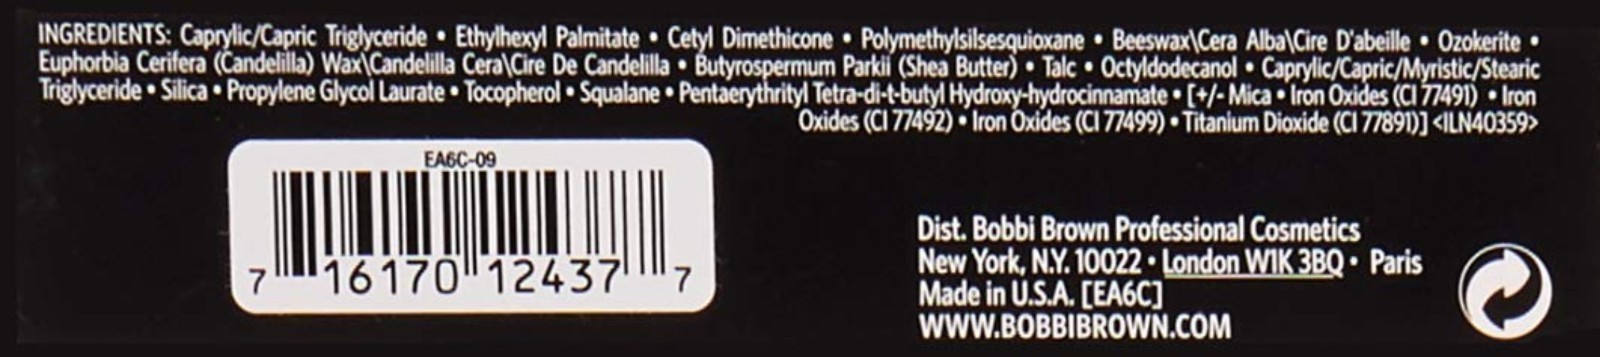 INGREDIENTS: Caprylic/Capric Triglyceride • Ethylhexyl Palmitate • Cetyl Dimethicone • Polymethylsilsesquioxane • Beeswax\Cera Alba\Cire D'abeille • Ozokerite •
Euphorbia Cerifera (Candelilla) Wax\Candelilla Cera\Cire De Candelilla • Butyrospermum Parkii (Shea Butter) • Talc • Octyldodecanol • Caprylic/Capric/Myristic/Stearic
Triglyceride • Silica • Propylene Glycol Laurate • Tocopherol • Squalane • Pentaerythrityl Tetra-di-t-butyl Hydroxy-hydrocinnamate • [+/- Mica • Iron Oxides (CI 77491) • Iron
Oxides (CI 77492) • Iron Oxides (CI 77499) • Titanium Dioxide (CI 77891)] <ILN40359>
EA6C-09
7 16170 12437 7
Dist. Bobbi Brown Professional Cosmetics
New York, N.Y. 10022 • London W1K 3BQ • Paris
Made in U.S.A. [EA6C]
WWW.BOBBIBROWN.COM